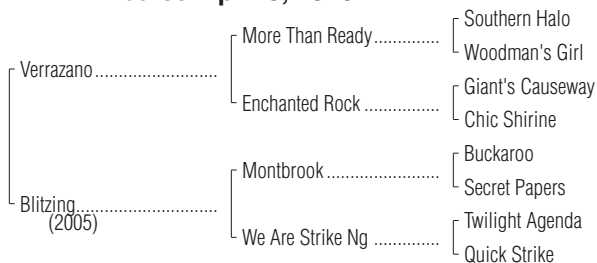 Southern Halo
More Than Ready..............
Woodman's Girl
Verrazano..........................
Giant's Causeway
Enchanted Rock ................
Chic Shirine
Buckaroo
Montbrook ........................
Secret Papers
Blitzing..............................
(2005)
Twilight Agenda
We Are Strike Ng ..............
Quick Strike